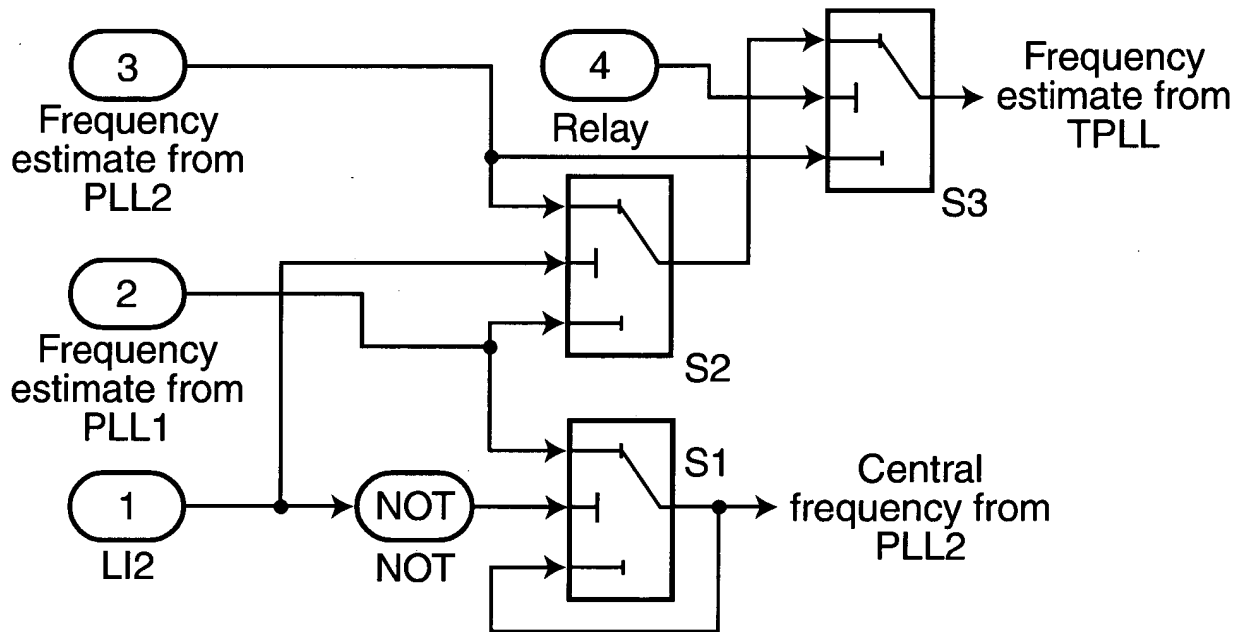 3
Frequency
estimate from
PLL2
4
Relay
Frequency
estimate from
TPLL
S3
2
Frequency
estimate from
PLL1
S2
1
LI2
NOT
NOT
S1
Central
frequency from
PLL2